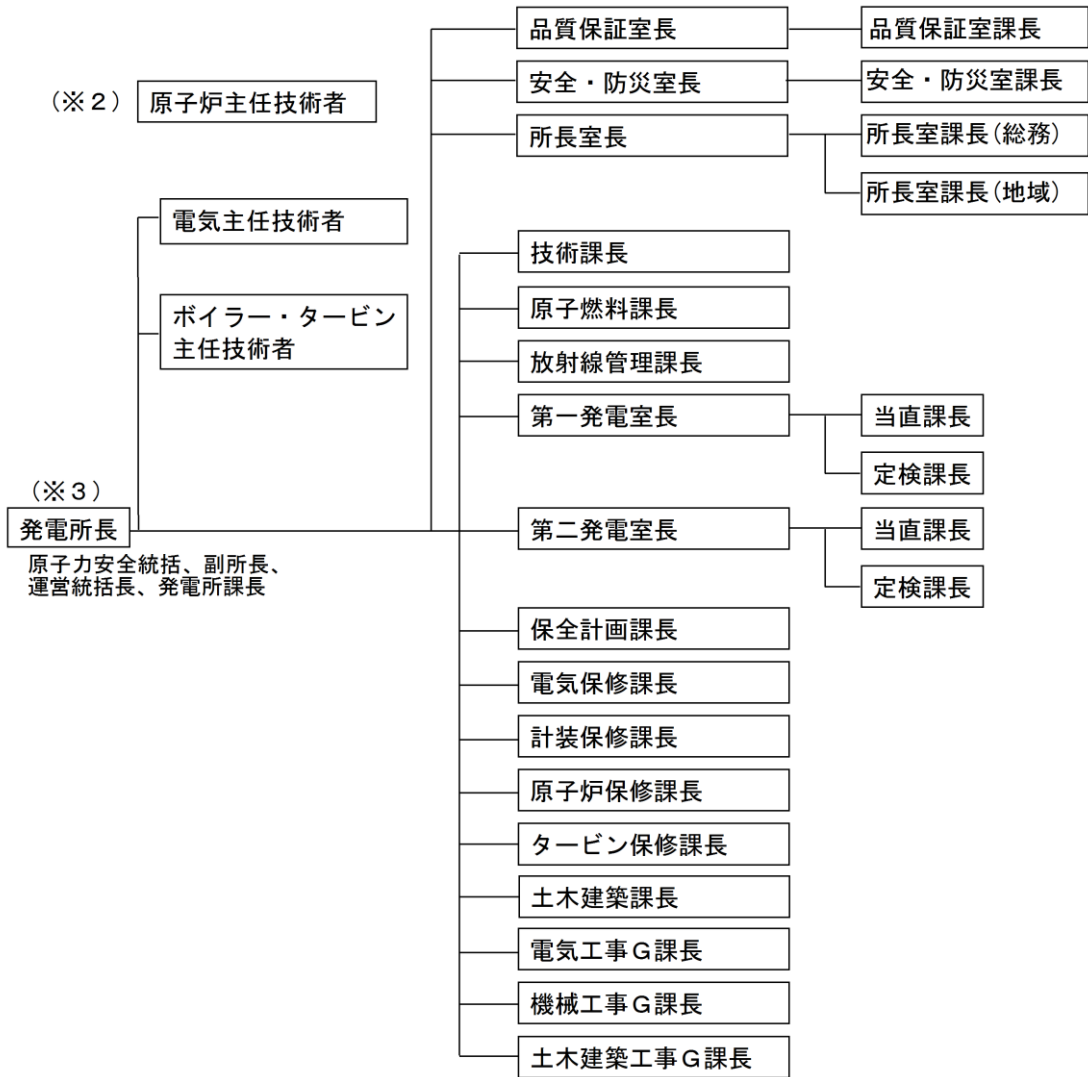 品質保証室長
品質保証室課長
安全・防災室長
安全・防災室課長
(※２)
原子炉主任技術者
所長室長
所長室課長(総務)
所長室課長(地域)
電気主任技術者
技術課長
ボイラー・タービン
主任技術者
原子燃料課長
放射線管理課長
第一発電室長
当直課長
定検課長
(※３)
発電所長
原子力安全統括、副所長、
運営統括長、発電所課長
第二発電室長
当直課長
定検課長
保全計画課長
電気保修課長
計装保修課長
原子炉保修課長
タービン保修課長
土木建築課長
電気工事Ｇ課長
機械工事Ｇ課長
土木建築工事Ｇ課長